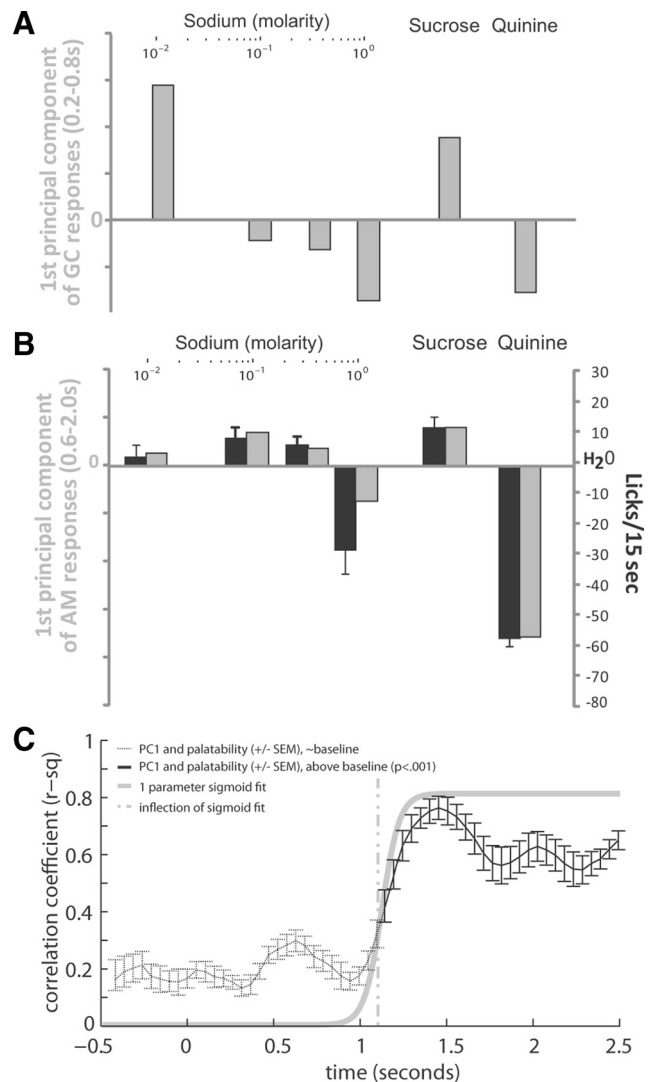 A
Sodium (molarity)
Sucrose
Quinine
10⁻²
10⁻¹
10⁰
1st principal component
of GC responses (0.2-0.8s)
0
B
Sodium (molarity)
Sucrose
Quinine
10⁻²
10⁻¹
10⁰
1st principal component
of AM responses (0.6-2.0s)
0
30
20
10
H₂0
-10
-20
-30
-40
-50
-60
-70
-80
Licks/15 sec
C
PC1 and palatability (+/- SEM), ~baseline
PC1 and palatability (+/- SEM), above baseline (p<.001)
1 parameter sigmoid fit
inflection of sigmoid fit
correlation coefficient (r-sq)
1
0.8
0.6
0.4
0.2
0
-0.5
0
0.5
1
1.5
2
2.5
time (seconds)